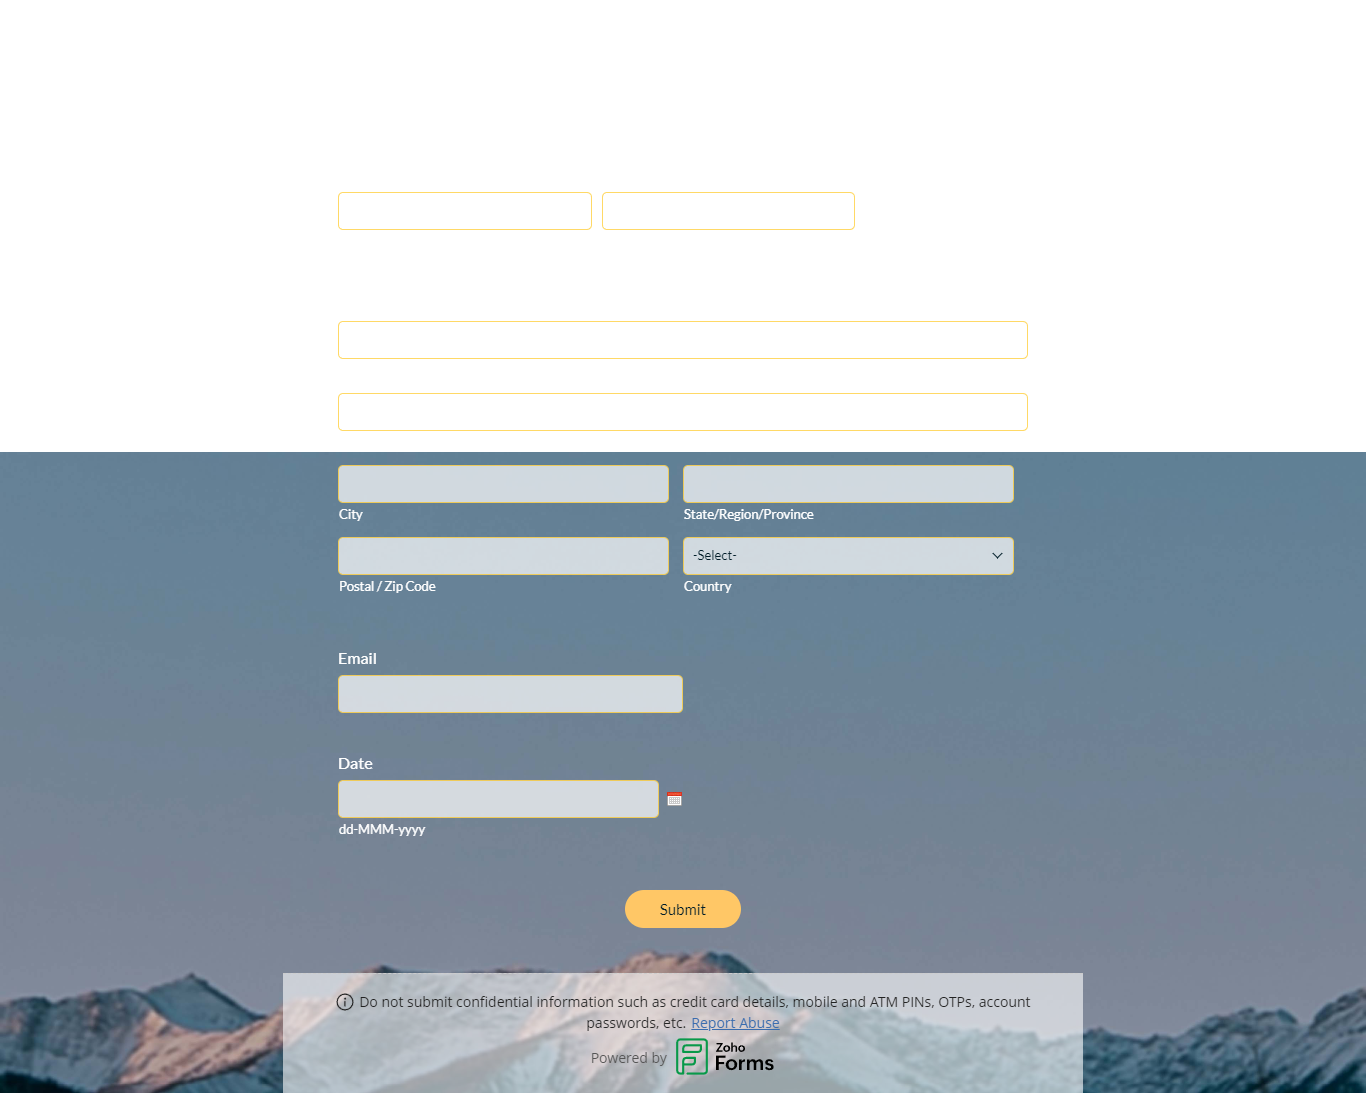 City
State/Region/Province
-Select-
Postal / Zip Code
Country
Email
Date
dd-MMM-yyyy
Submit
Do not submit confidential information such as credit card details, mobile and ATM PINs, OTPs, account
passwords, etc. Report Abuse
Powered by Zoho Forms